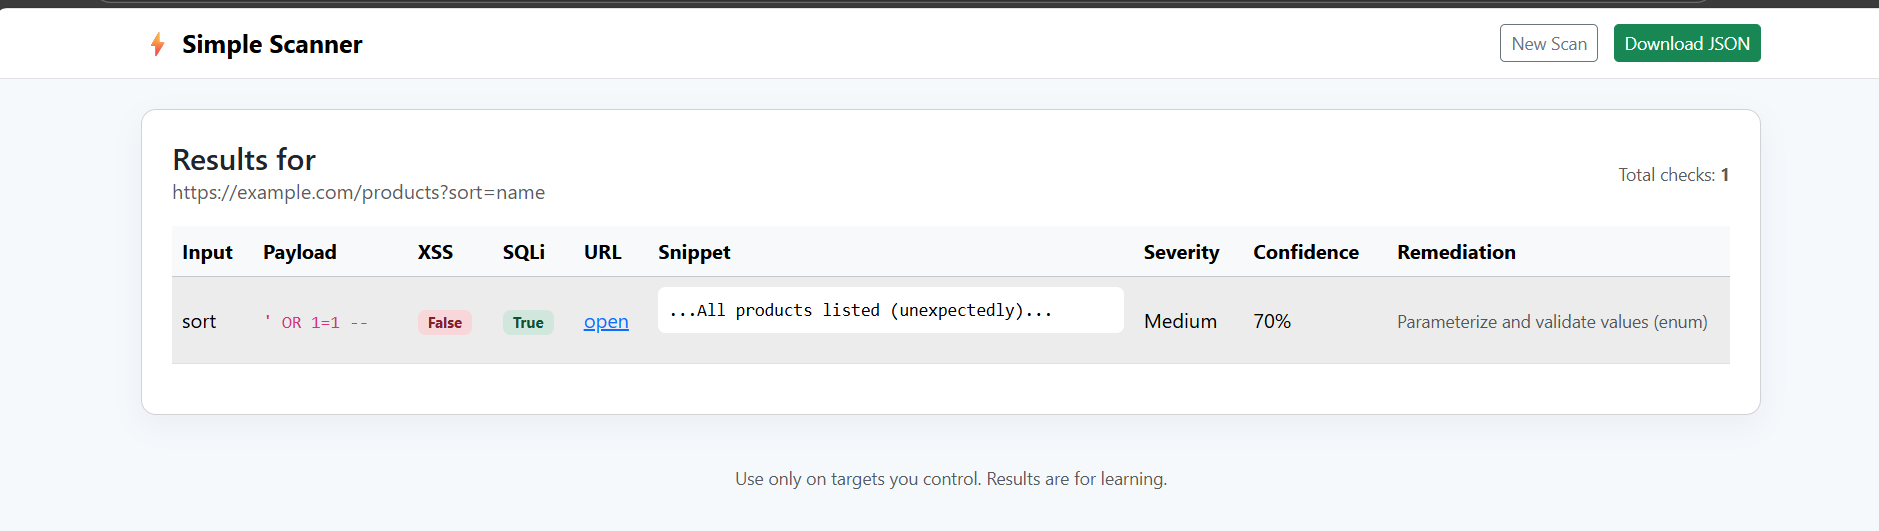 Simple Scanner
New Scan
Download JSON
Results for
https://example.com/products?sort=name
Total checks: 1
Input Payload XSS SQLi URL Snippet Severity Confidence Remediation
sort ' OR 1=1 -- False True open ...All products listed (unexpectedly)... Medium 70% Parameterize and validate values (enum)
Use only on targets you control. Results are for learning.